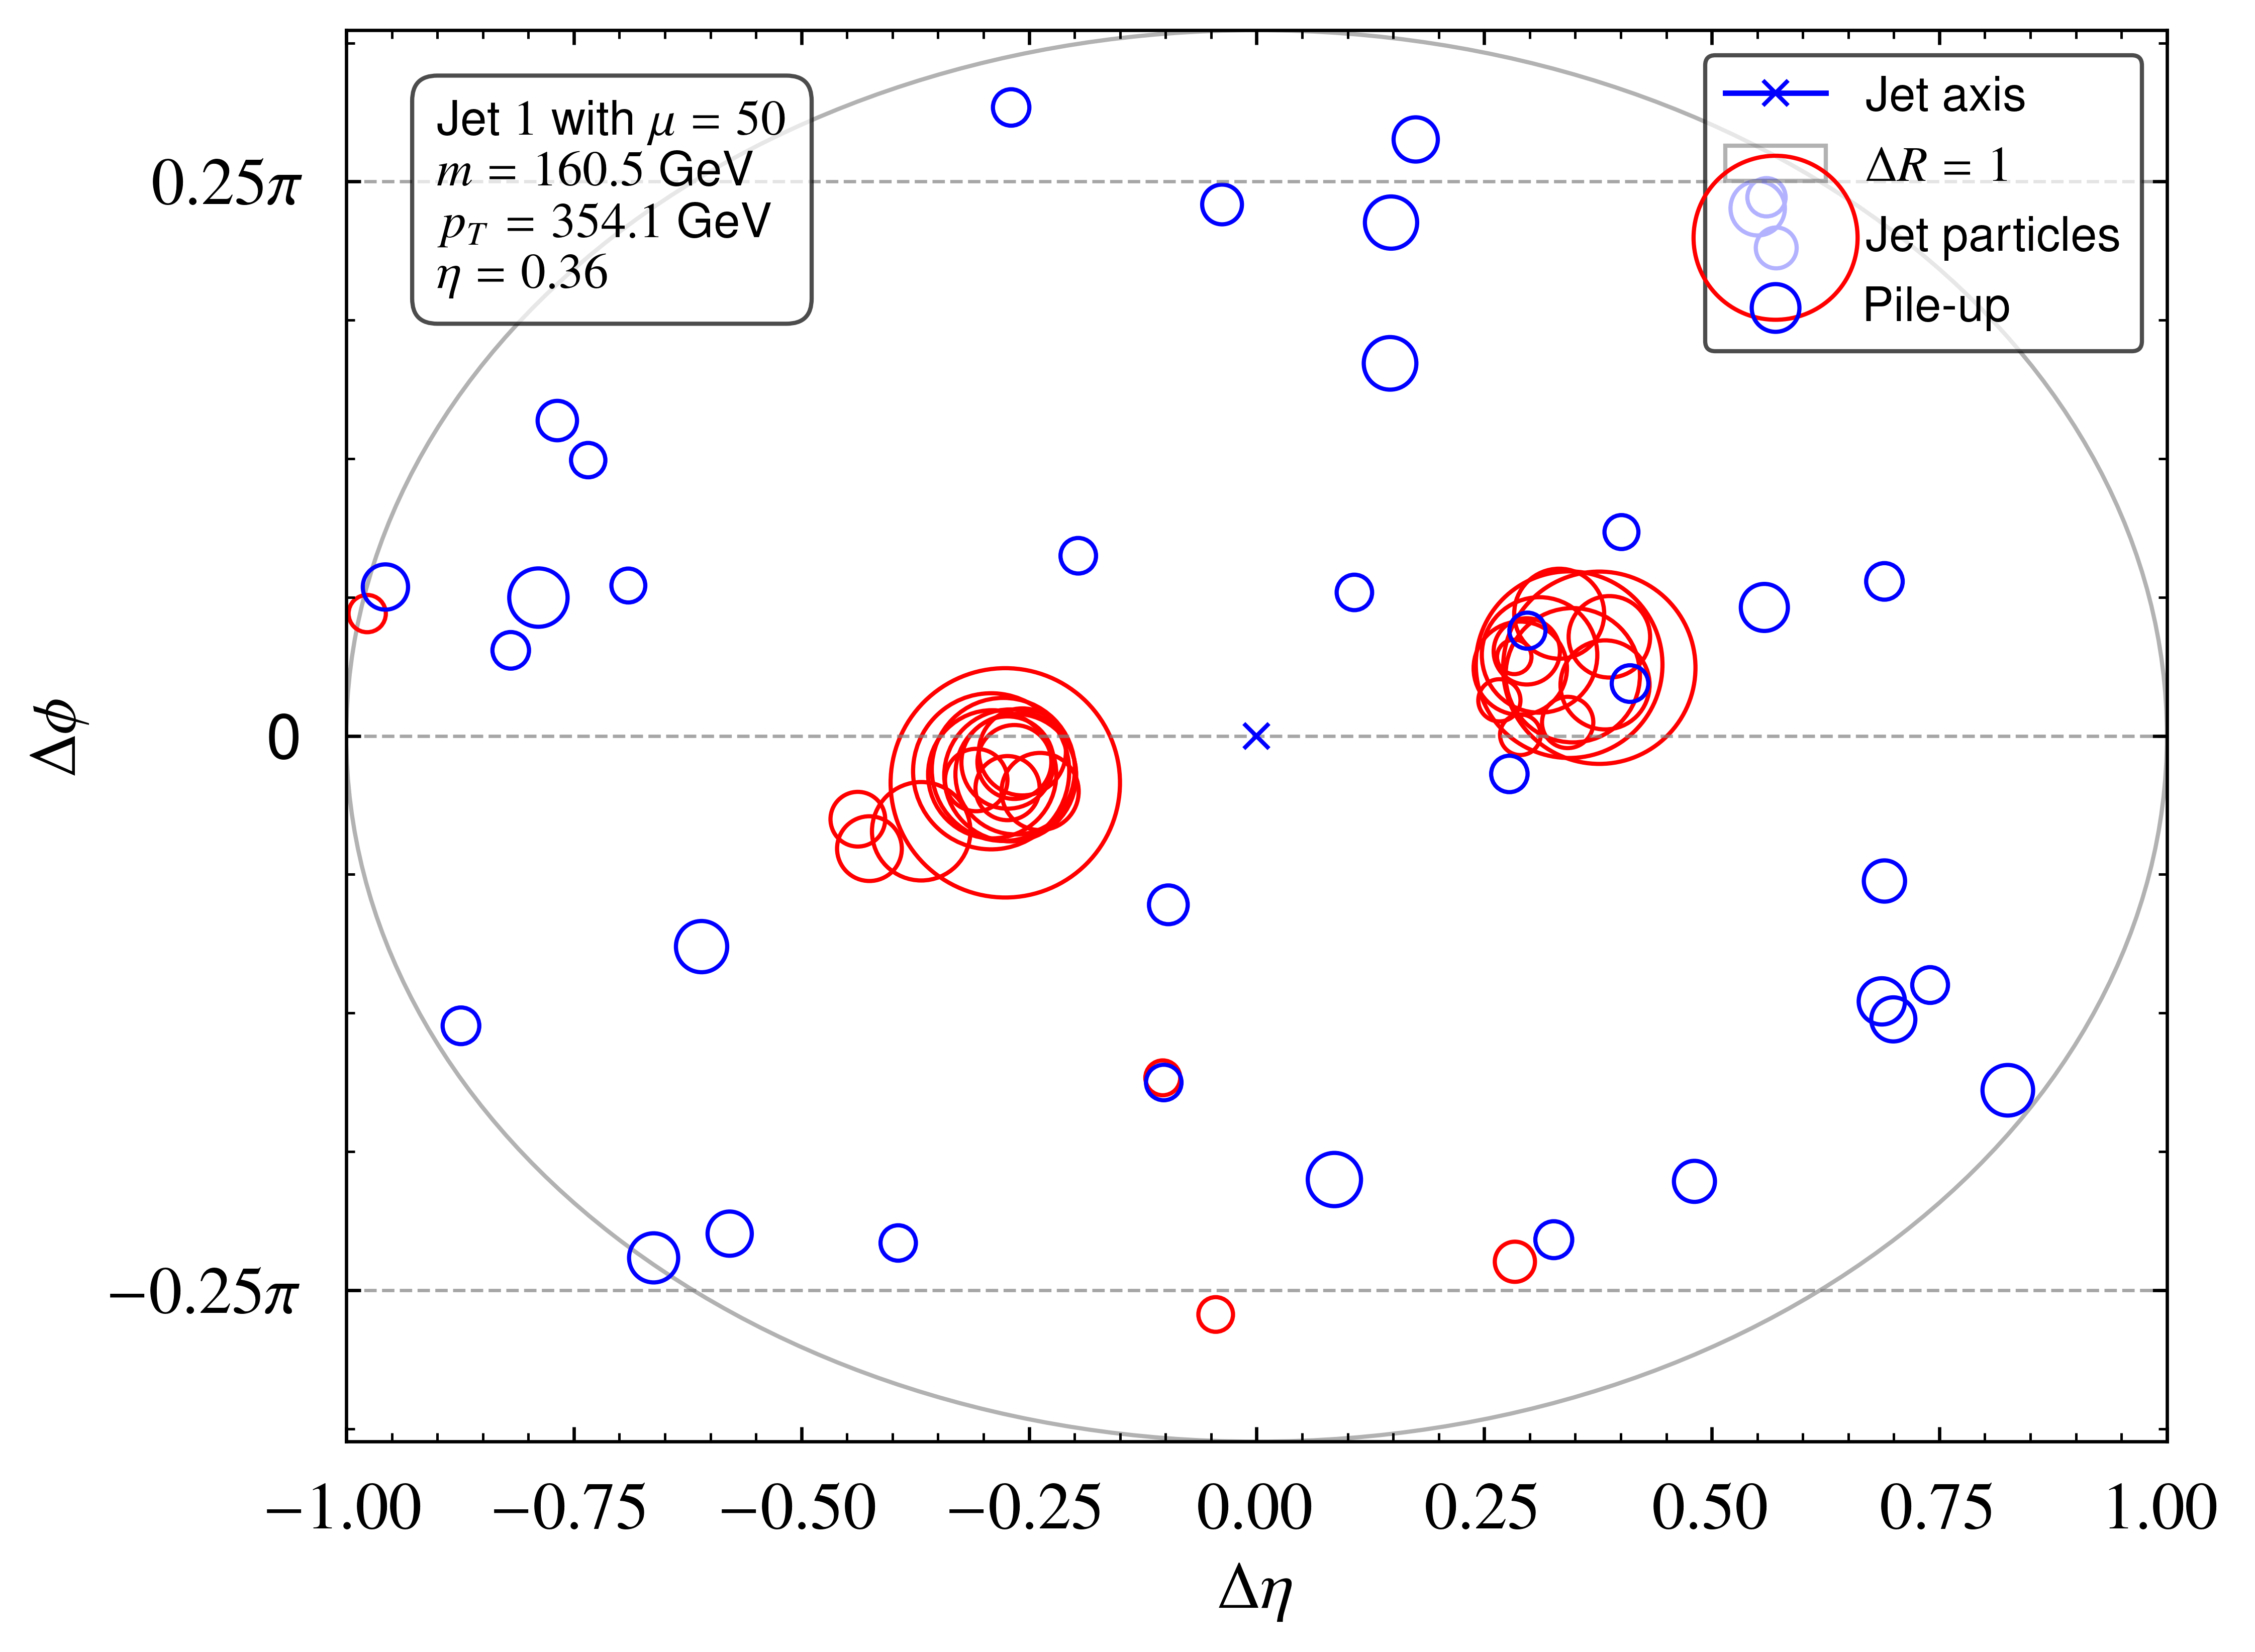 Jet 1 with μ = 50
m = 160.5 GeV
p_T = 354.1 GeV
η = 0.36
Jet axis
ΔR = 1
Jet particles
Pile-up
0.25π
0
−0.25π
Δϕ
−1.00 −0.75 −0.50 −0.25 0.00 0.25 0.50 0.75 1.00
Δη